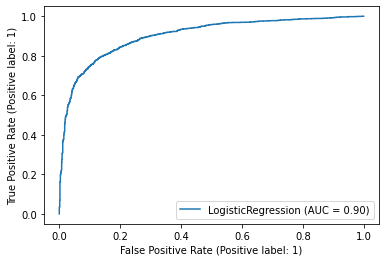 1.0
0.8
0.6
0.4
0.2
0.0
True Positive Rate (Positive label: 1)
LogisticRegression (AUC = 0.90)
0.0 0.2 0.4 0.6 0.8 1.0
False Positive Rate (Positive label: 1)